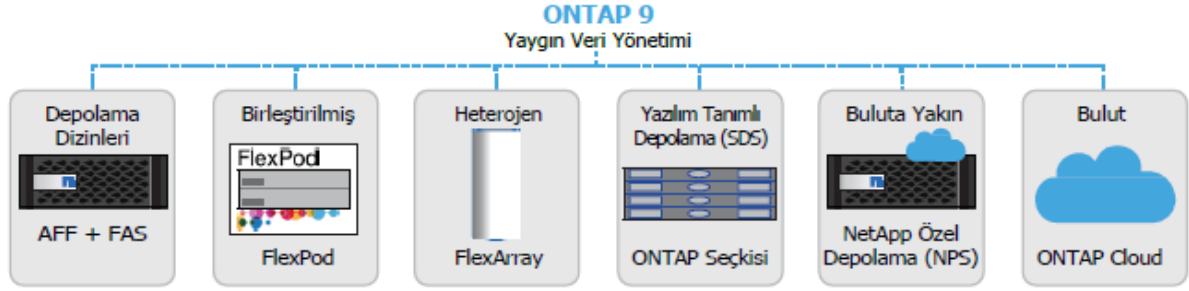 ONTAP 9
Yaygın Veri Yönetimi
Depolama
Dizinleri
AFF + FAS
Birleştirilmiş
FlexPod
FlexPod
Heterojen
FlexArray
Yazılım Tanımlı
Depolama (SDS)
ONTAP Seçkisi
Buluta Yakın
NetApp Özel
Depolama (NPS)
Bulut
ONTAP Cloud